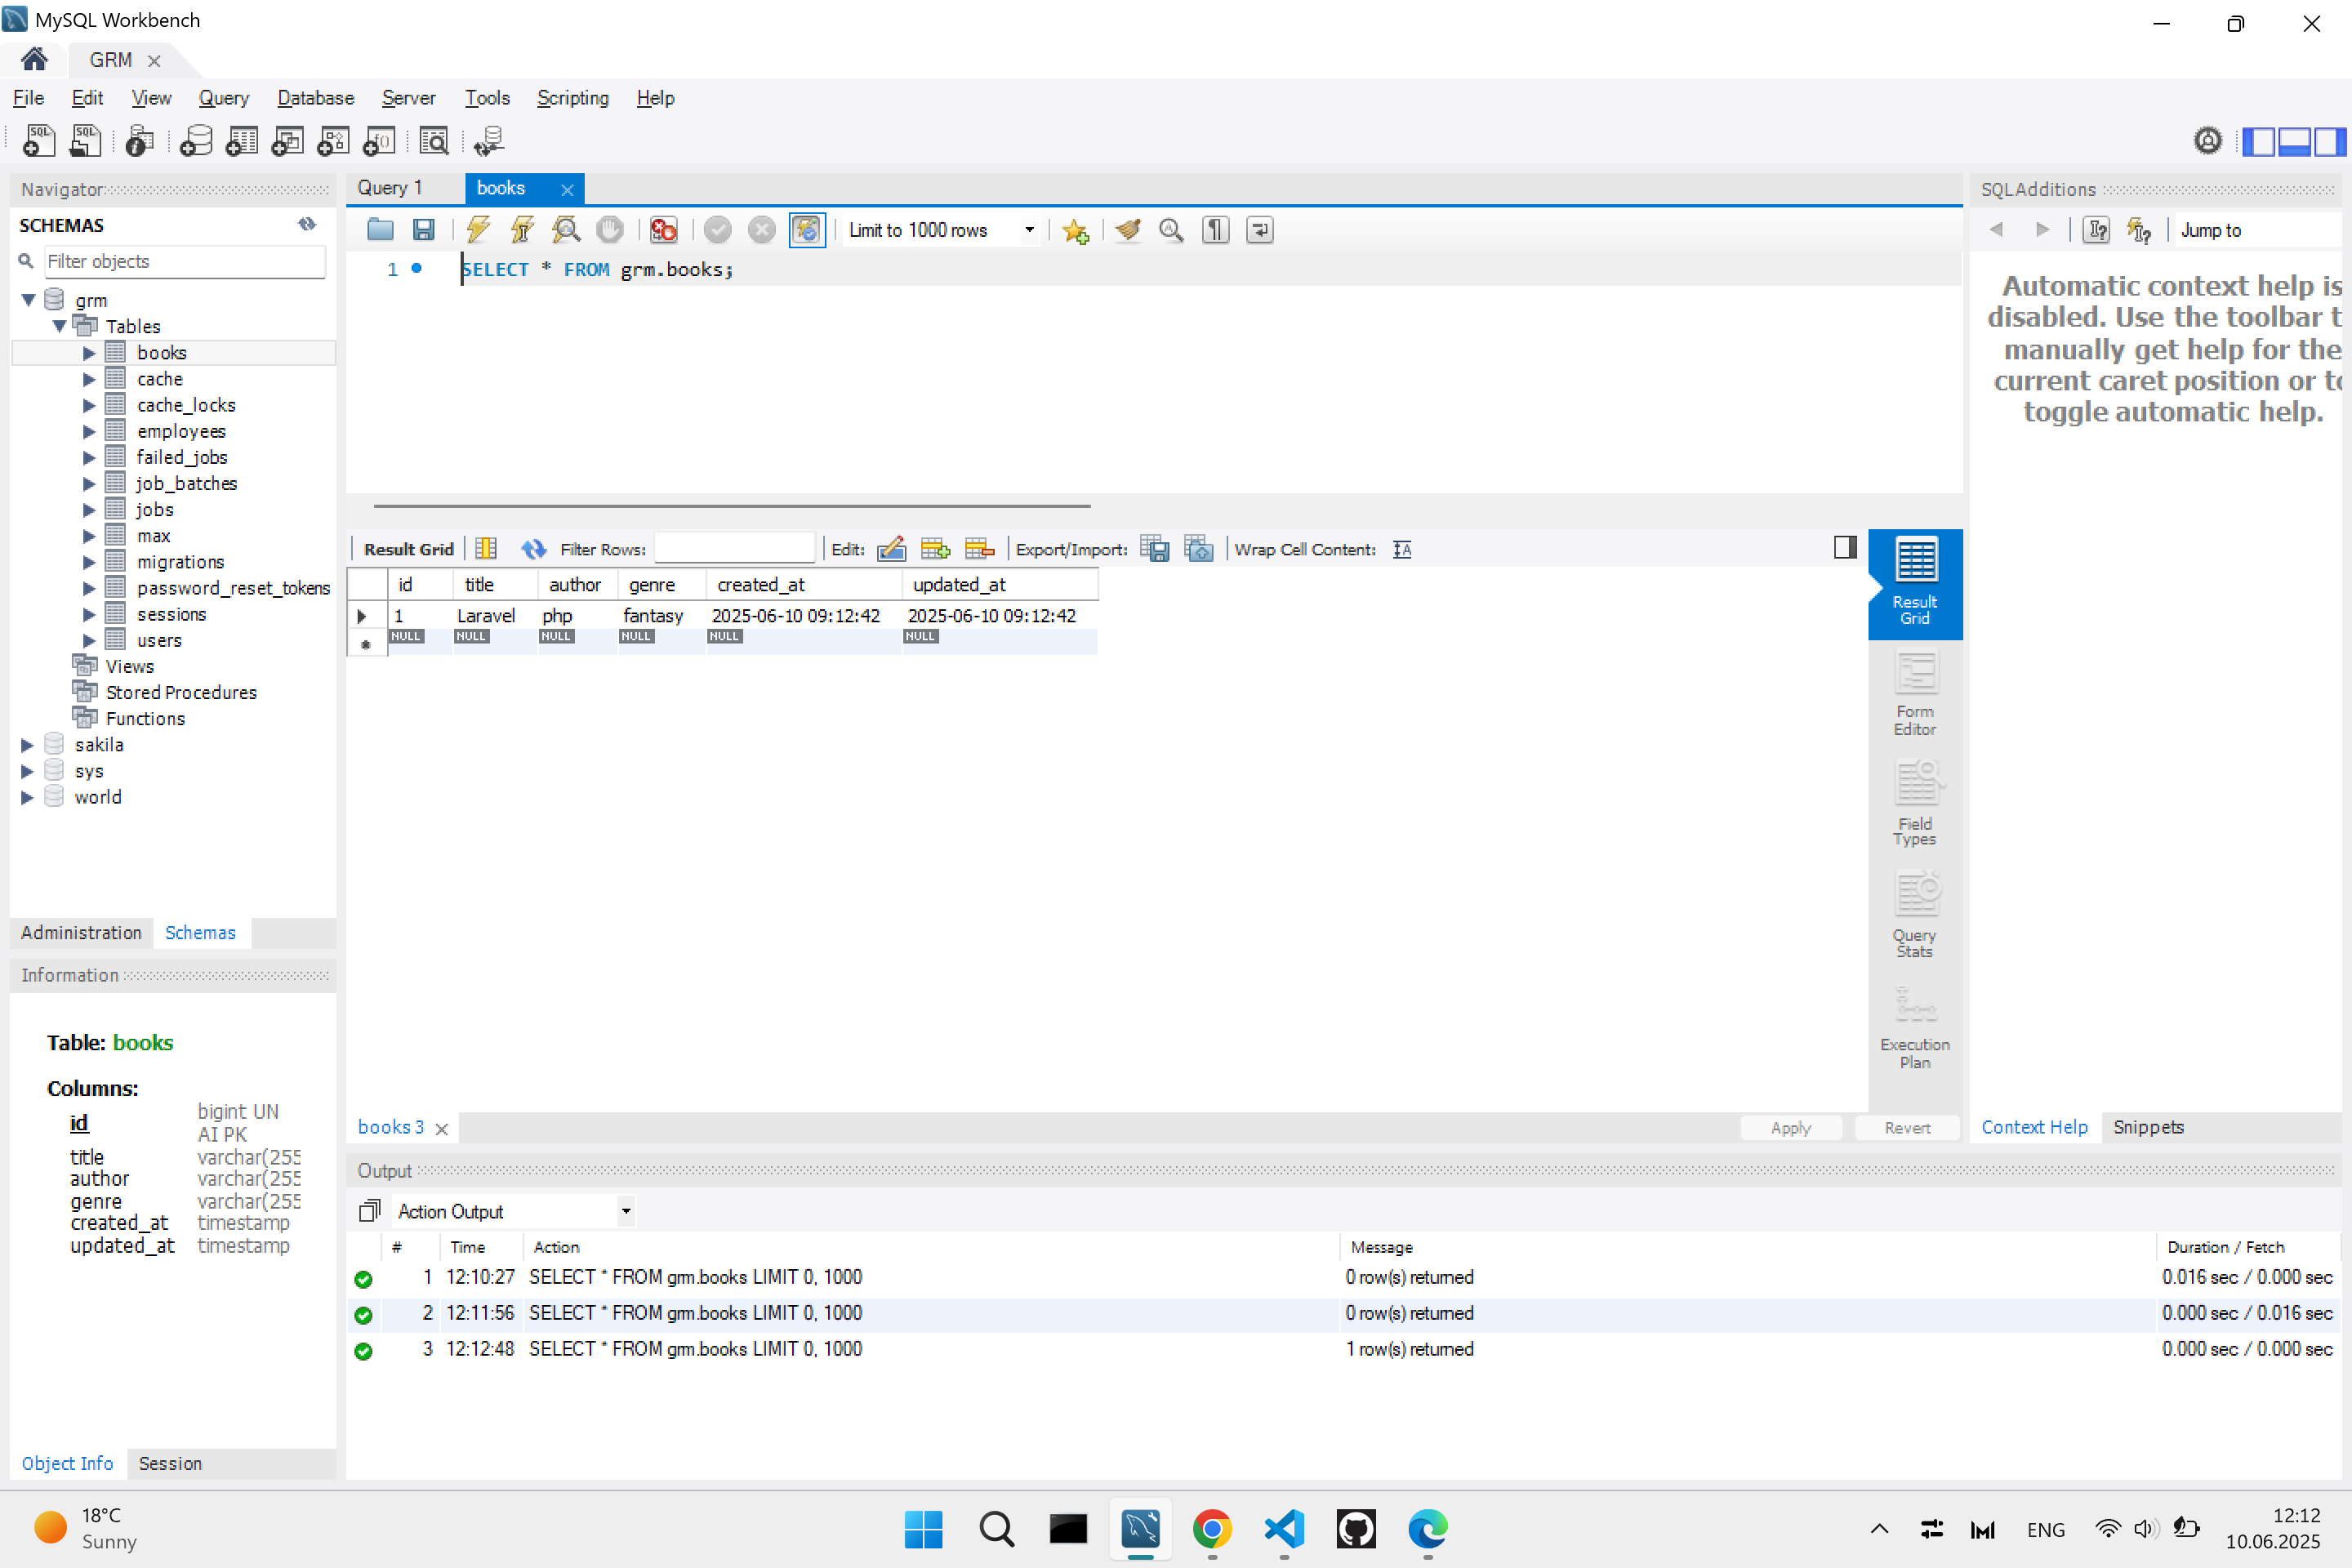 MySQL Workbench
GRM
File Edit View Query Database Server Tools Scripting Help
Navigator
SCHEMAS
Filter objects
grm
Tables
books
cache
cache_locks
employees
failed_jobs
job_batches
jobs
max
migrations
password_reset_tokens
sessions
users
Views
Stored Procedures
Functions
sakila
sys
world
Administration Schemas
Information
Table: books
Columns:
id bigint UN
AI PK
title varchar(255
author varchar(255
genre varchar(255
created_at timestamp
updated_at timestamp
Object Info Session
Query 1 books
Limit to 1000 rows
1 SELECT * FROM grm.books;
Result Grid Filter Rows: Edit: Export/Import: Wrap Cell Content:
id title author genre created_at updated_at
1 Laravel php fantasy 2025-06-10 09:12:42 2025-06-10 09:12:42
NULL NULL NULL NULL NULL NULL
Result
Grid
Form
Editor
Field
Types
Query
Stats
Execution
Plan
books 3
Apply Revert
SQLAdditions
Jump to
Automatic context help is
disabled. Use the toolbar t
manually get help for the
current caret position or to
toggle automatic help.
Context Help Snippets
Output
Action Output
# Time Action Message Duration / Fetch
1 12:10:27 SELECT * FROM grm.books LIMIT 0, 1000 0 row(s) returned 0.016 sec / 0.000 sec
2 12:11:56 SELECT * FROM grm.books LIMIT 0, 1000 0 row(s) returned 0.000 sec / 0.016 sec
3 12:12:48 SELECT * FROM grm.books LIMIT 0, 1000 1 row(s) returned 0.000 sec / 0.000 sec
18°C
Sunny
ENG
12:12
10.06.2025